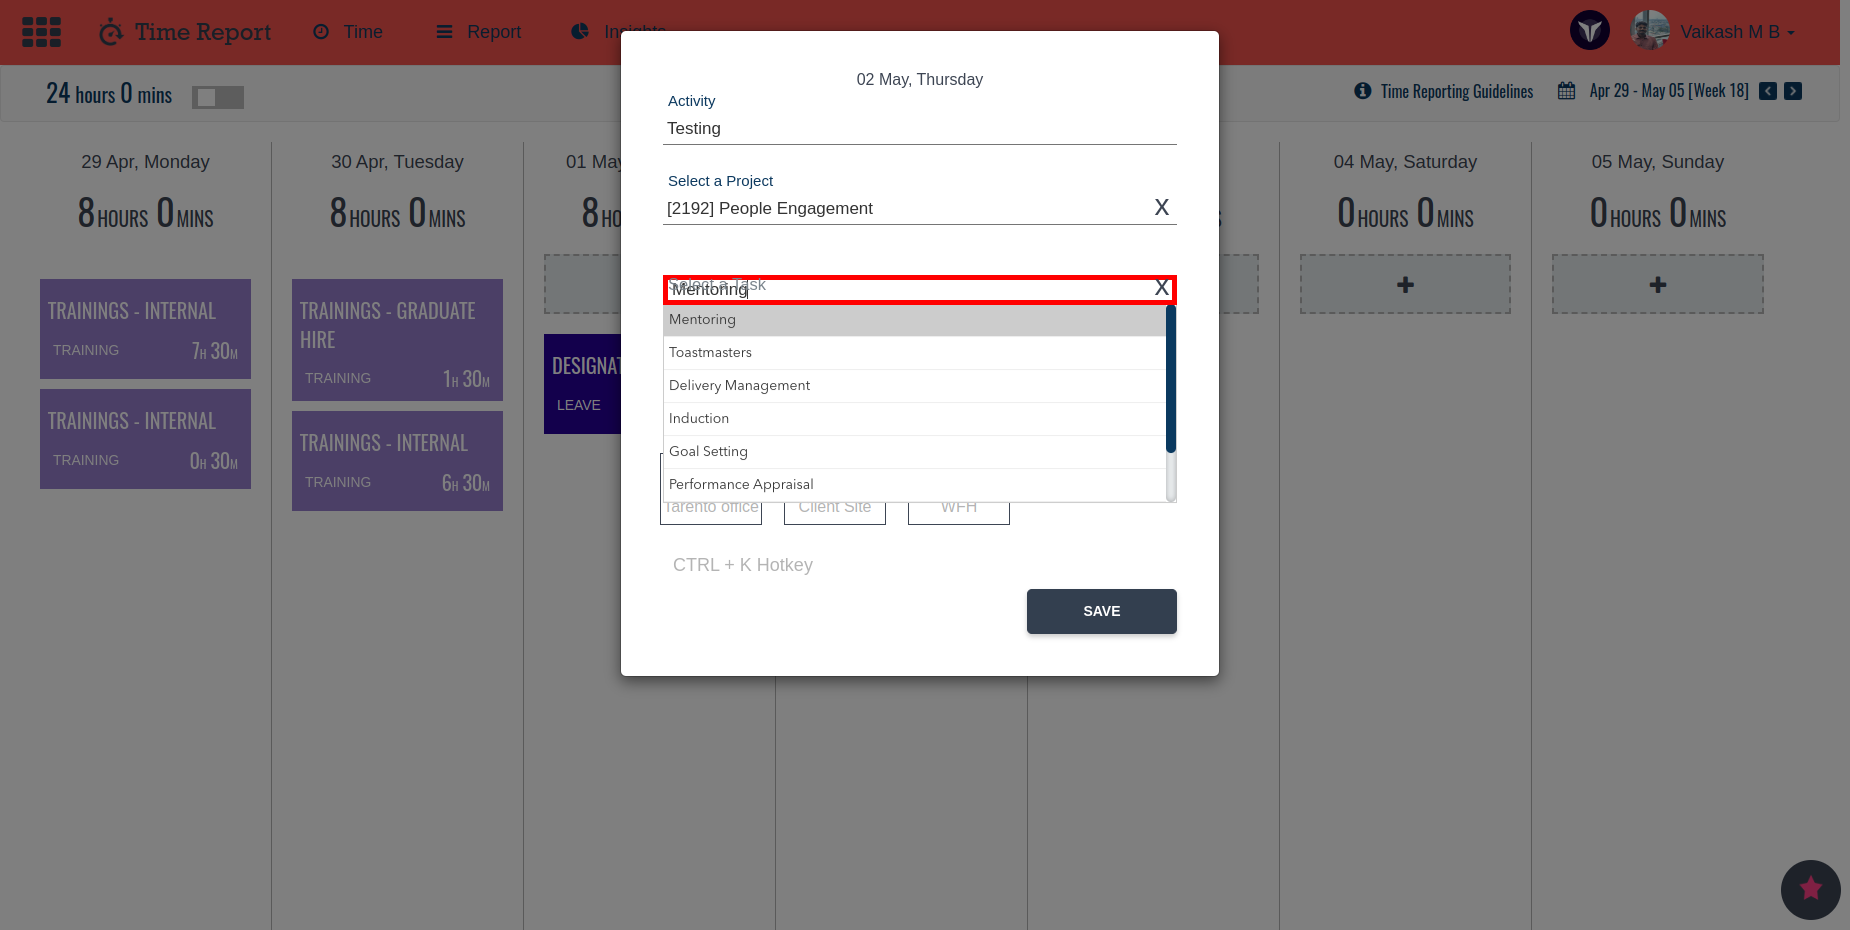 Time Report
Time
Report
Insights
Vaikash M B
24 hours 0 mins
Time Reporting Guidelines
Apr 29 - May 05 [Week 18]
29 Apr, Monday
8 HOURS 0 MINS
TRAININGS - INTERNAL
TRAINING
7H 30M
TRAININGS - INTERNAL
TRAINING
0H 30M
30 Apr, Tuesday
8 HOURS 0 MINS
TRAININGS - GRADUATE
HIRE
TRAINING
1H 30M
TRAININGS - INTERNAL
TRAINING
6H 30M
01 May
8 HO
DESIGNAT
LEAVE
02 May, Thursday
Activity
Testing
Select a Project
[2192] People Engagement
X
Select a Task
Mentoring
X
Mentoring
Toastmasters
Delivery Management
Induction
Goal Setting
Performance Appraisal
Tarento office
Client Site
WFH
CTRL + K Hotkey
SAVE
04 May, Saturday
0 HOURS 0 MINS
+
05 May, Sunday
0 HOURS 0 MINS
+